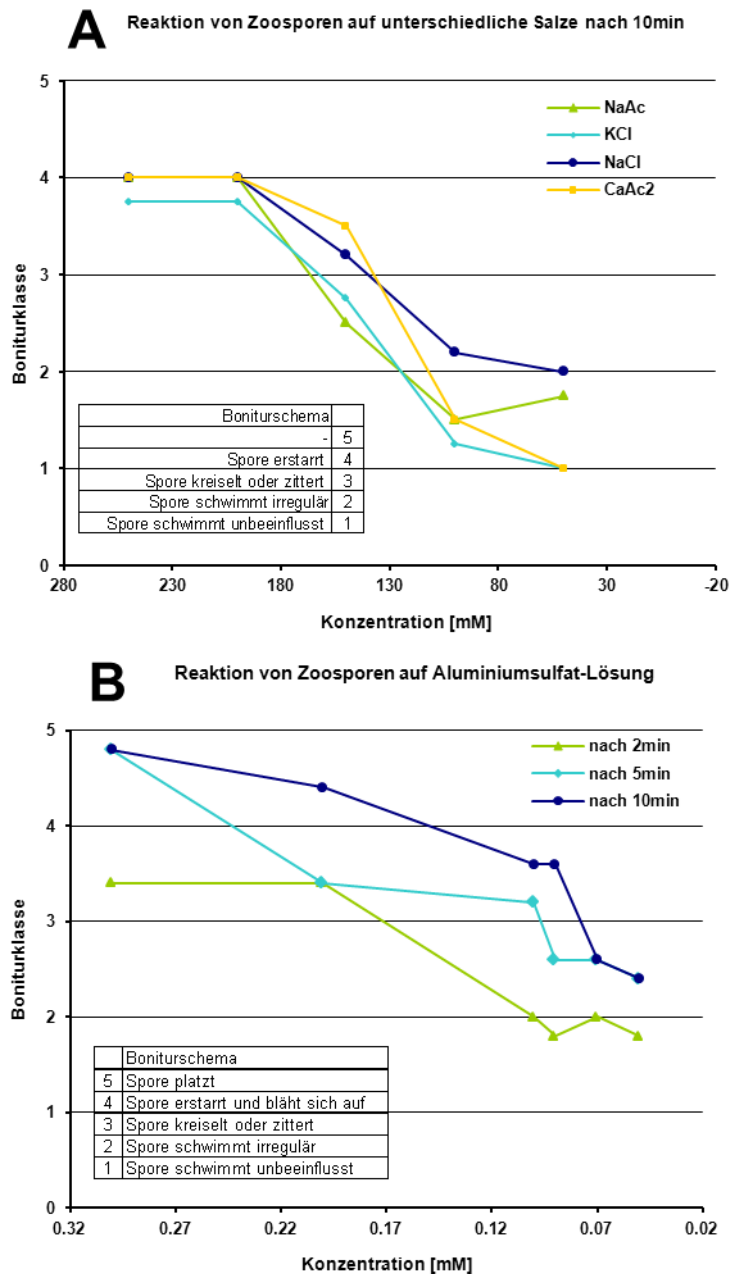 A
Reaktion von Zoosporen auf unterschiedliche Salze nach 10min
5
4
3
2
1
0
Boniturklasse
NaAc
KCl
NaCl
CaAc2
Boniturschema
- 5
Spore erstarrt 4
Spore kreiselt oder zittert 3
Spore schwimmt irregulär 2
Spore schwimmt unbeeinflusst 1
280 230 180 130 80 30 -20
Konzentration [mM]
B
Reaktion von Zoosporen auf Aluminiumsulfat-Lösung
5
4
3
2
1
0
Boniturklasse
nach 2min
nach 5min
nach 10min
Boniturschema
5 Spore platzt
4 Spore erstarrt und bläht sich auf
3 Spore kreiselt oder zittert
2 Spore schwimmt irregulär
1 Spore schwimmt unbeeinflusst
0.32 0.27 0.22 0.17 0.12 0.07 0.02
Konzentration [mM]